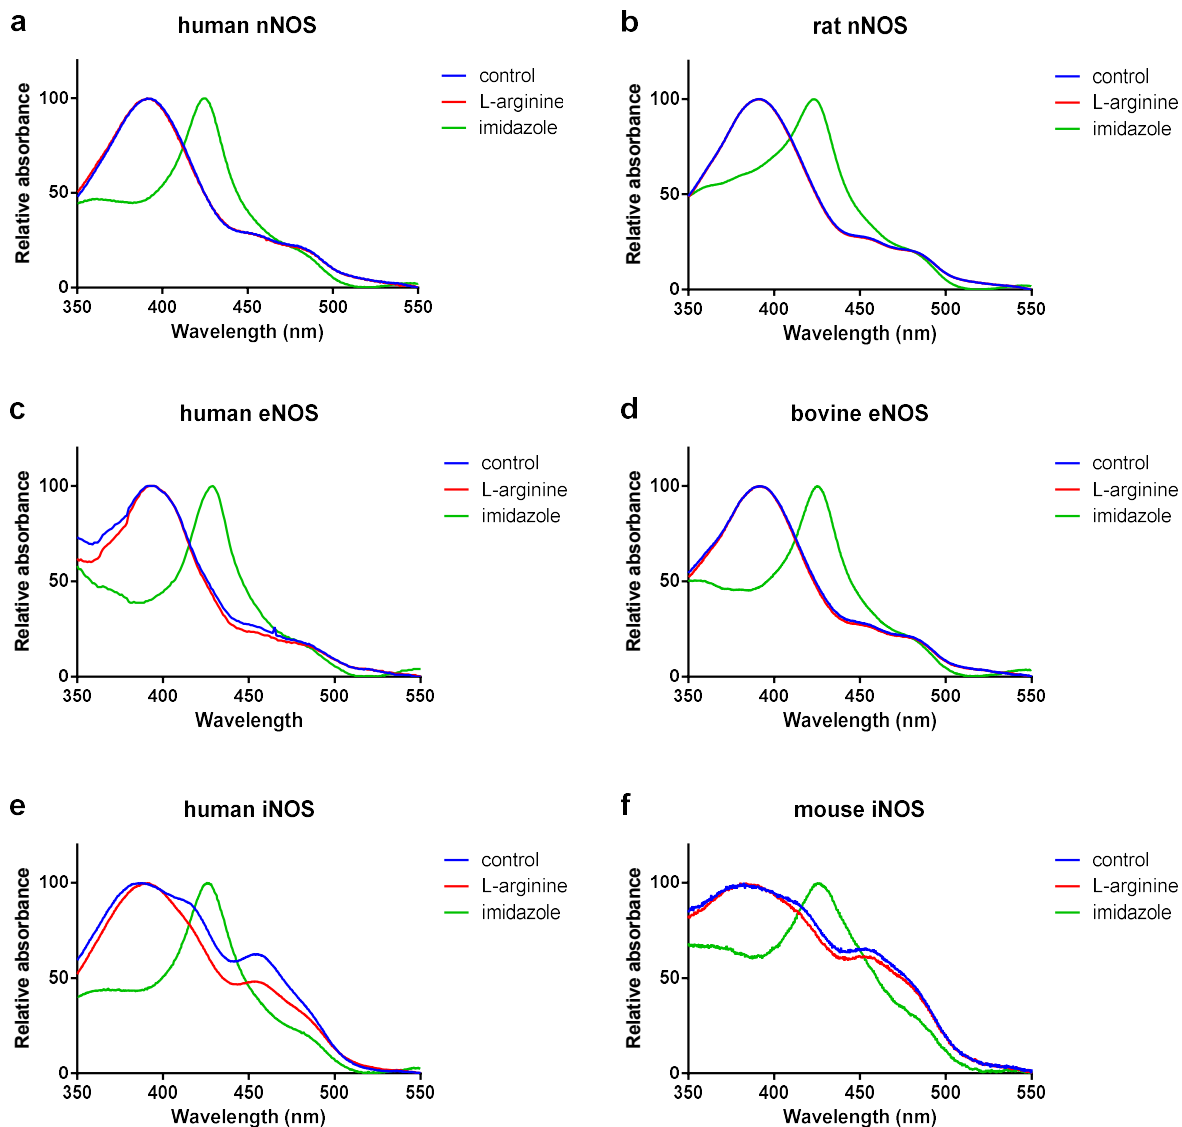 a
human nNOS
Relative absorbance
100
50
0
350
400
450
500
550
Wavelength (nm)
control
L-arginine
imidazole
b
rat nNOS
Relative absorbance
100
50
0
350
400
450
500
550
Wavelength (nm)
control
L-arginine
imidazole
c
human eNOS
Relative absorbance
100
50
0
350
400
450
500
550
Wavelength
control
L-arginine
imidazole
d
bovine eNOS
Relative absorbance
100
50
0
350
400
450
500
550
Wavelength (nm)
control
L-arginine
imidazole
e
human iNOS
Relative absorbance
100
50
0
350
400
450
500
550
Wavelength (nm)
control
L-arginine
imidazole
f
mouse iNOS
Relative absorbance
100
50
0
350
400
450
500
550
Wavelength (nm)
control
L-arginine
imidazole